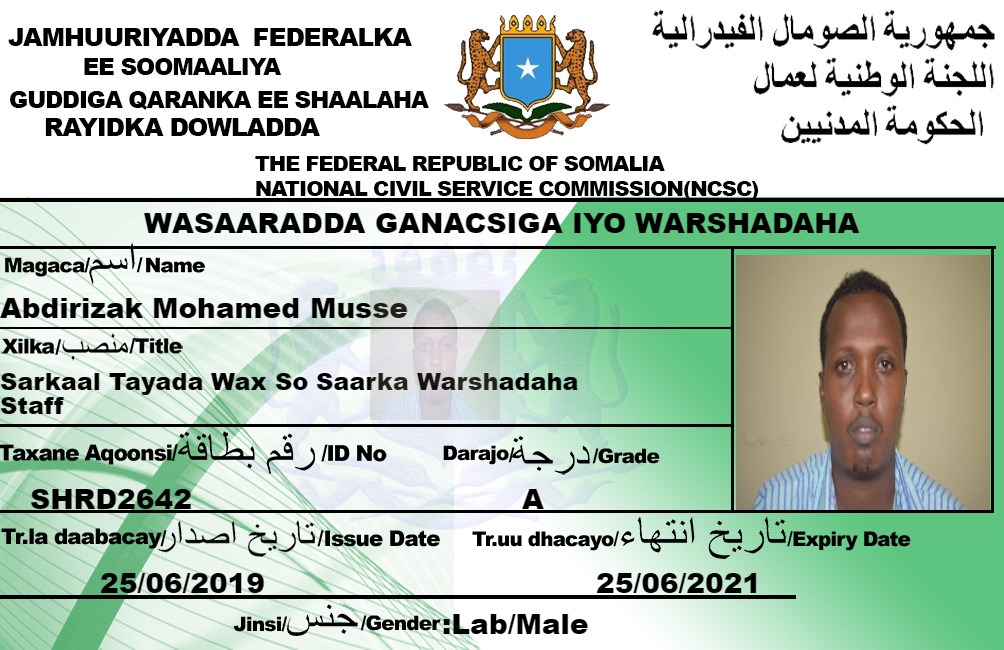 JAMHUURIYADDA FEDERALKA
EE SOOMAALIYA
GUDDIGA QARANKA EE SHAALAHA
RAYIDKA DOWLADDA
جمهورية الصومال الفيدرالية
اللجنة الوطنية لعمال
الحكومة المدنيين
THE FEDERAL REPUBLIC OF SOMALIA
NATIONAL CIVIL SERVICE COMMISSION(NCSC)
WASAARADDA GANACSIGA IYO WARSHADAHA
Magaca/اسم/Name
Abdirizak Mohamed Musse
Xilka/منصب/Title
Sarkaal Tayada Wax So Saarka Warshadaha
Staff
Taxane Aqoonsi/رقم بطاقة/ID No
SHRD2642
Darajo/درجة/Grade
A
Tr.la daabacay/تاريخ اصدار/Issue Date
25/06/2019
Tr.uu dhacayo/تاريخ انتهاء/Expiry Date
25/06/2021
Jinsi/جنس/Gender:Lab/Male